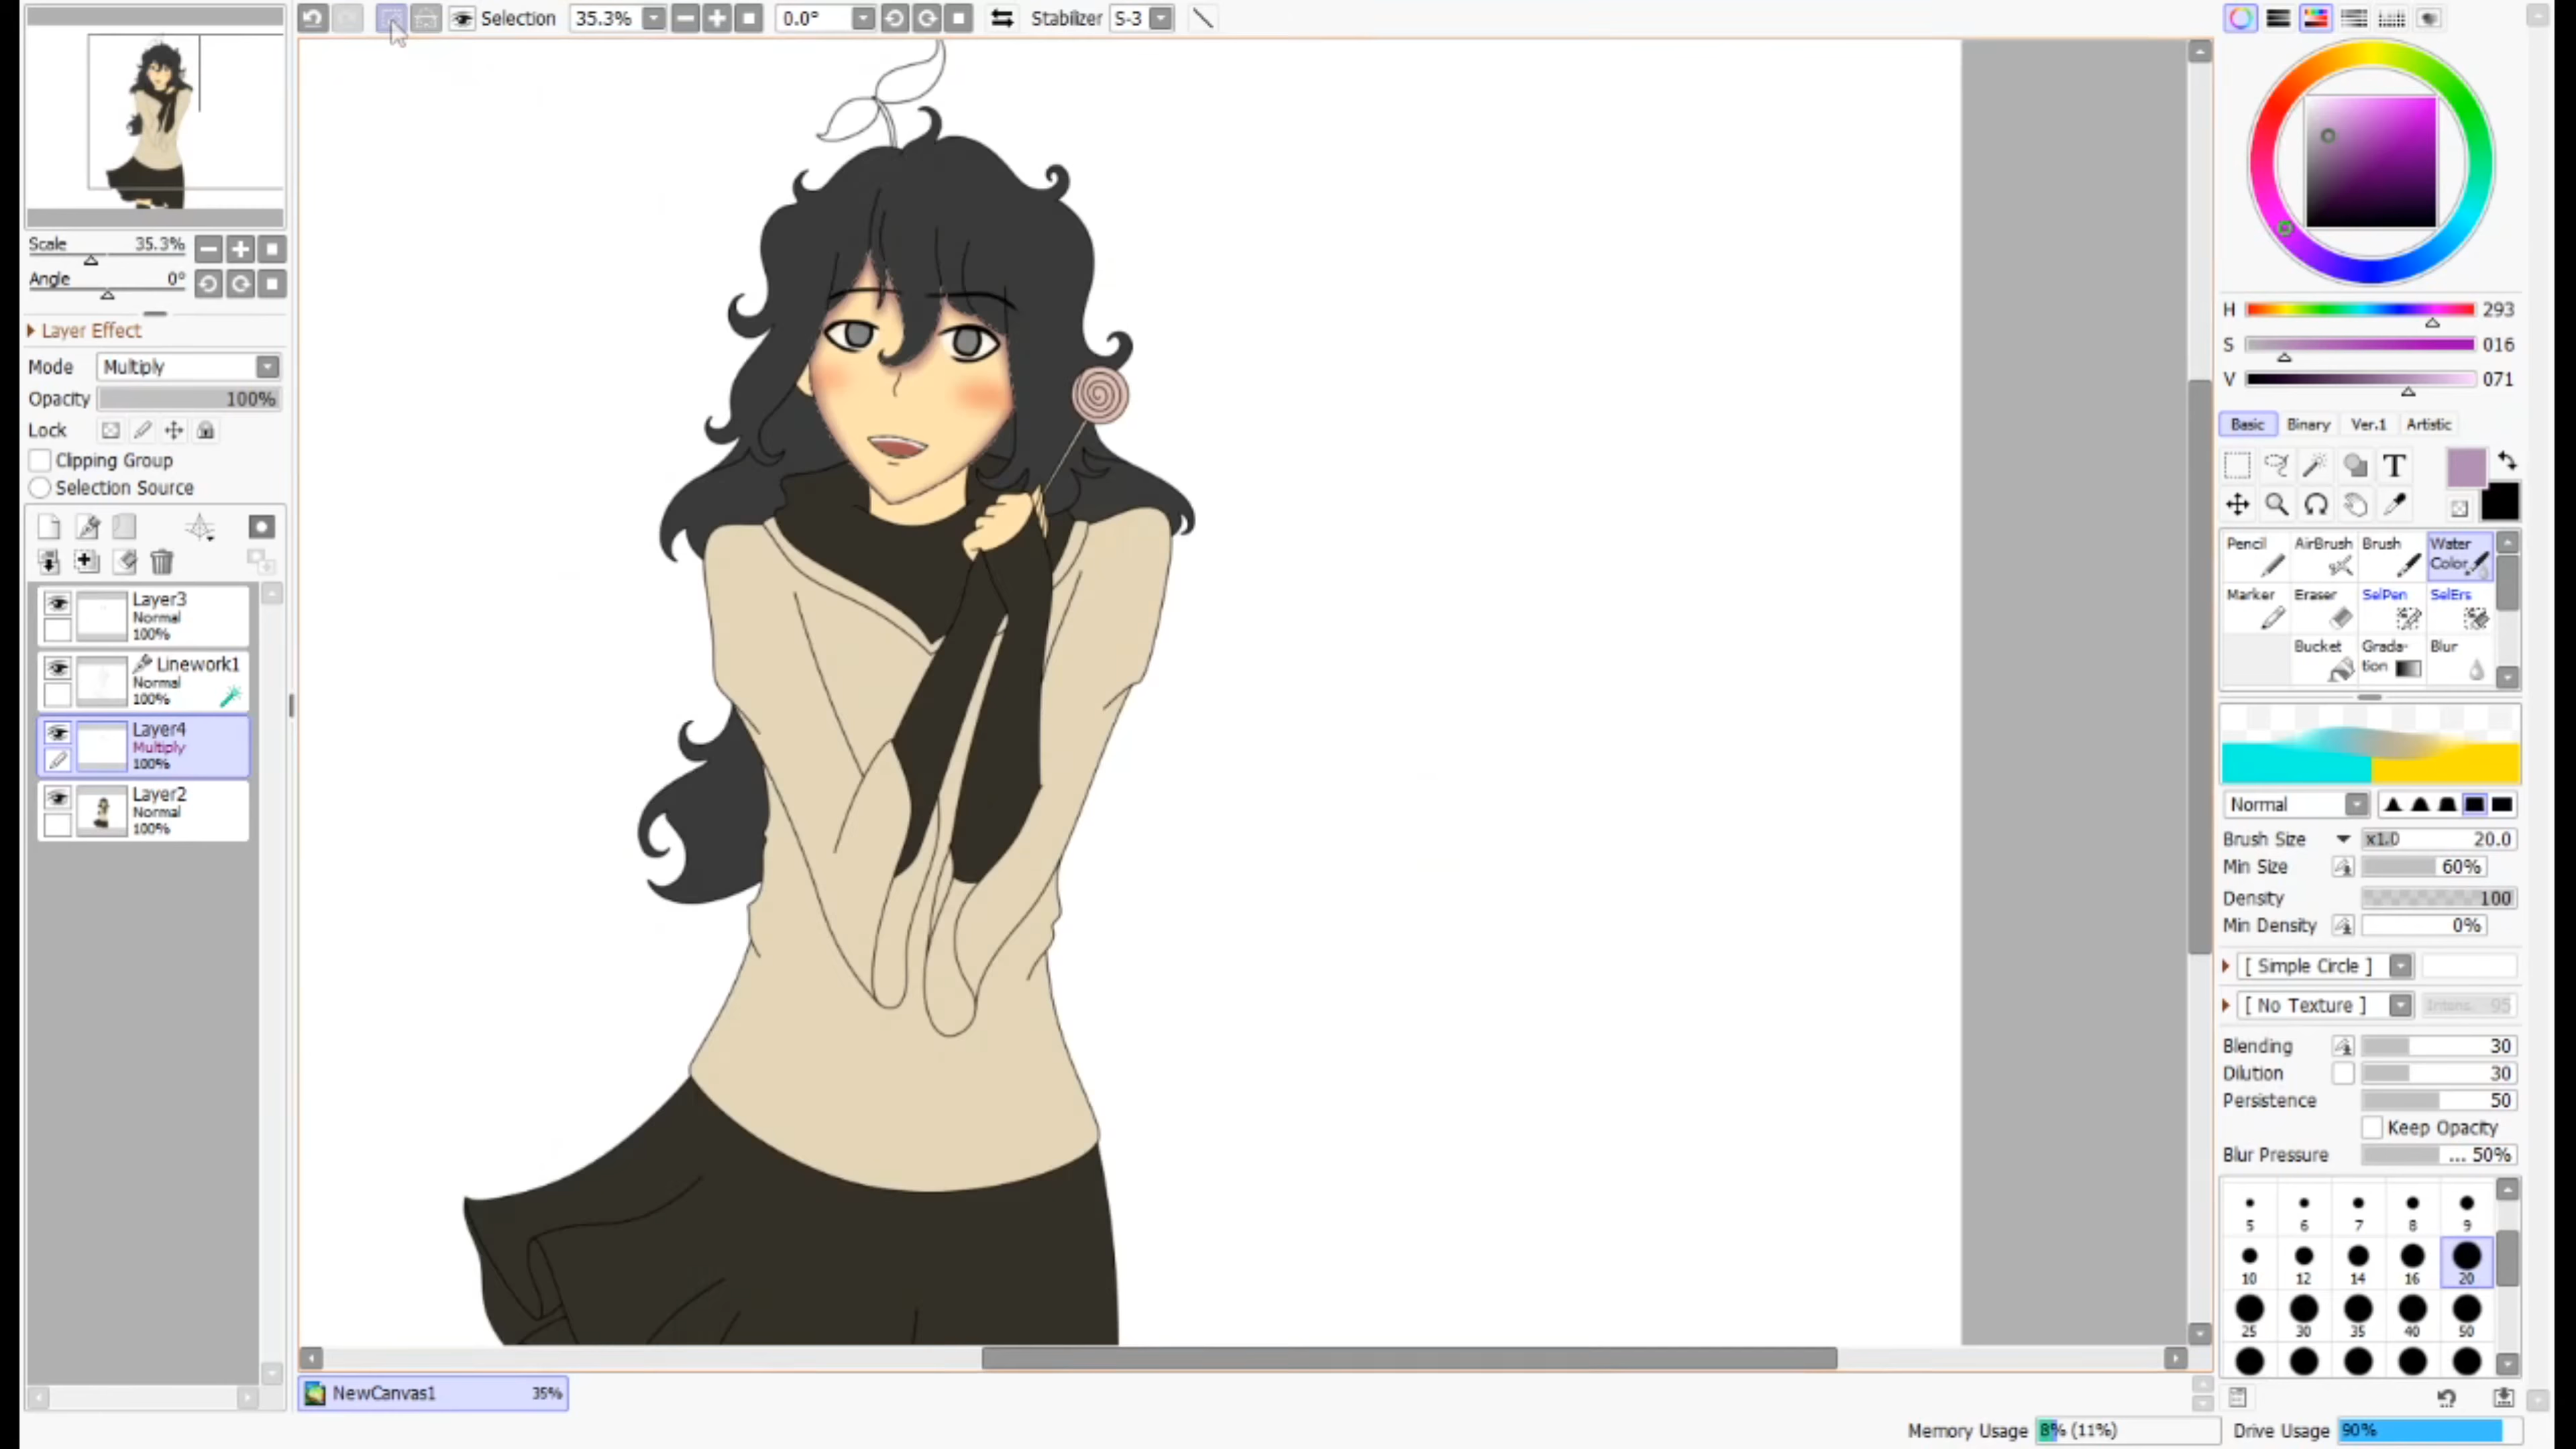 Selection 35.3% 0.0° Stabilizer S-3
Scale 35.3%
Angle 0°
Layer Effect
Mode Multiply
Opacity 100%
Lock
Clipping Group
Selection Source
Layer3
Normal
100%
Linework1
Normal
100%
Layer4
Multiply
100%
Layer2
Normal
100%
NewCanvas1 35%
H 293
S 016
V 071
Basic Binary Ver.1 Artistic
T
Pencil AirBrush Brush Water Color
Marker Eraser SelPen SelErs
Bucket Grada-tion Blur
Normal
Brush Size x1.0 20.0
Min Size 60%
Density 100
Min Density 0%
[ Simple Circle ]
[ No Texture ] Intens. 95
Blending 30
Dilution 30
Persistence 50
Keep Opacity
Blur Pressure ... 50%
5 6 7 8 9
10 12 14 16 20
25 30 35 40 50
Memory Usage 8% (11%) Drive Usage 90%